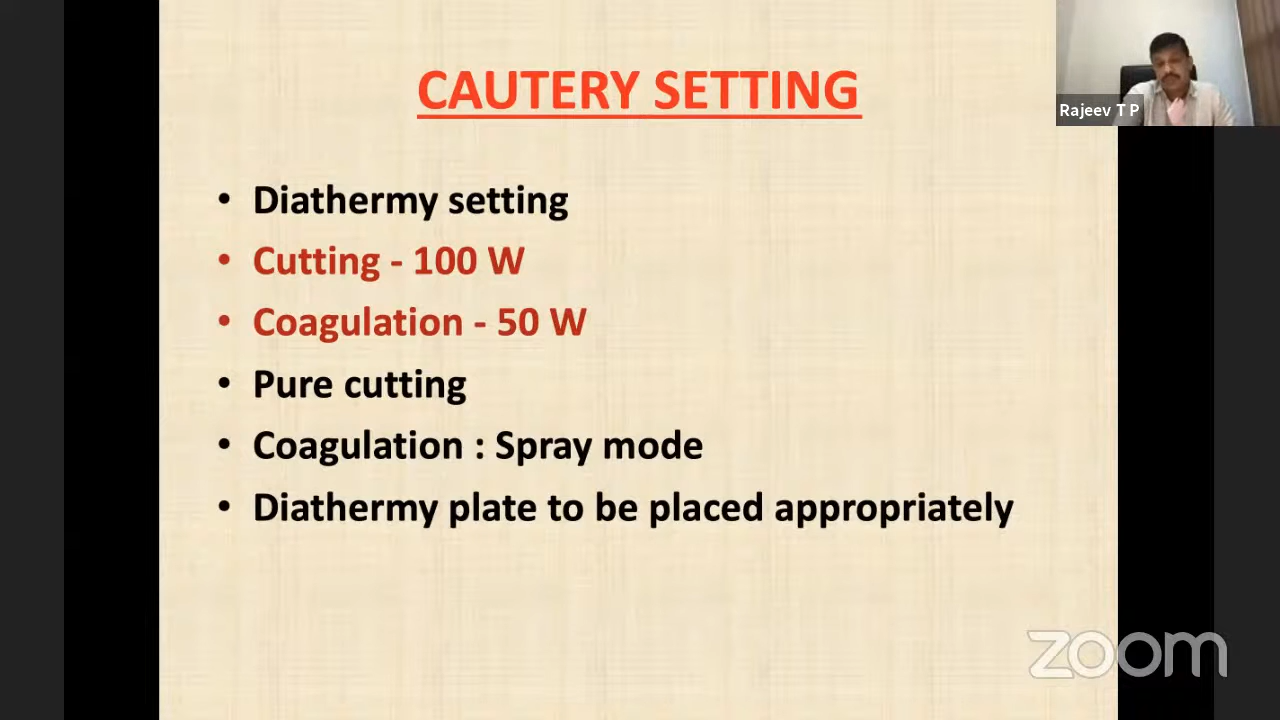 CAUTERY SETTING
Rajeev T P
• Diathermy setting
• Cutting - 100 W
• Coagulation - 50 W
• Pure cutting
• Coagulation : Spray mode
• Diathermy plate to be placed appropriately
zoom